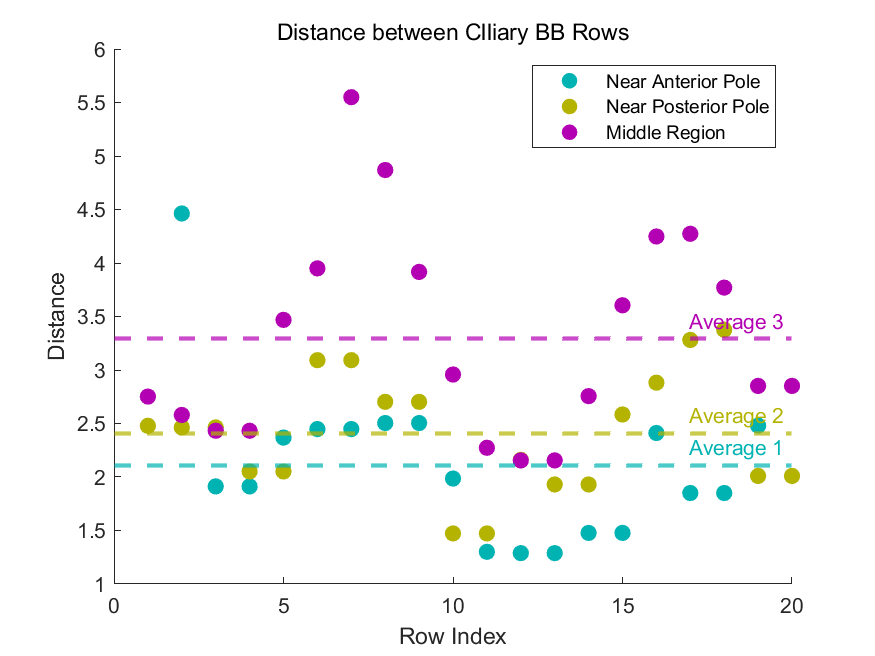 Distance between CIliary BB Rows
6
5.5
5
4.5
4
3.5
3
2.5
2
1.5
1
Distance
Near Anterior Pole
Near Posterior Pole
Middle Region
Average 3
Average 2
Average 1
0
5
10
15
20
Row Index